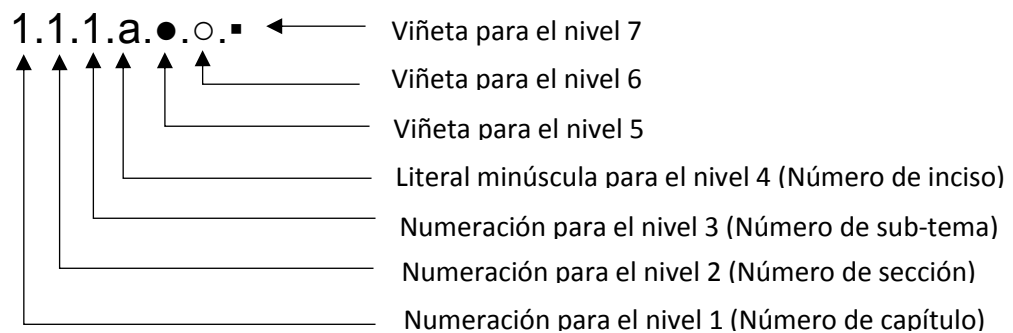 1.1.1.a.●.○.▪
Viñeta para el nivel 7
Viñeta para el nivel 6
Viñeta para el nivel 5
Literal minúscula para el nivel 4 (Número de inciso)
Numeración para el nivel 3 (Número de sub-tema)
Numeración para el nivel 2 (Número de sección)
Numeración para el nivel 1 (Número de capítulo)